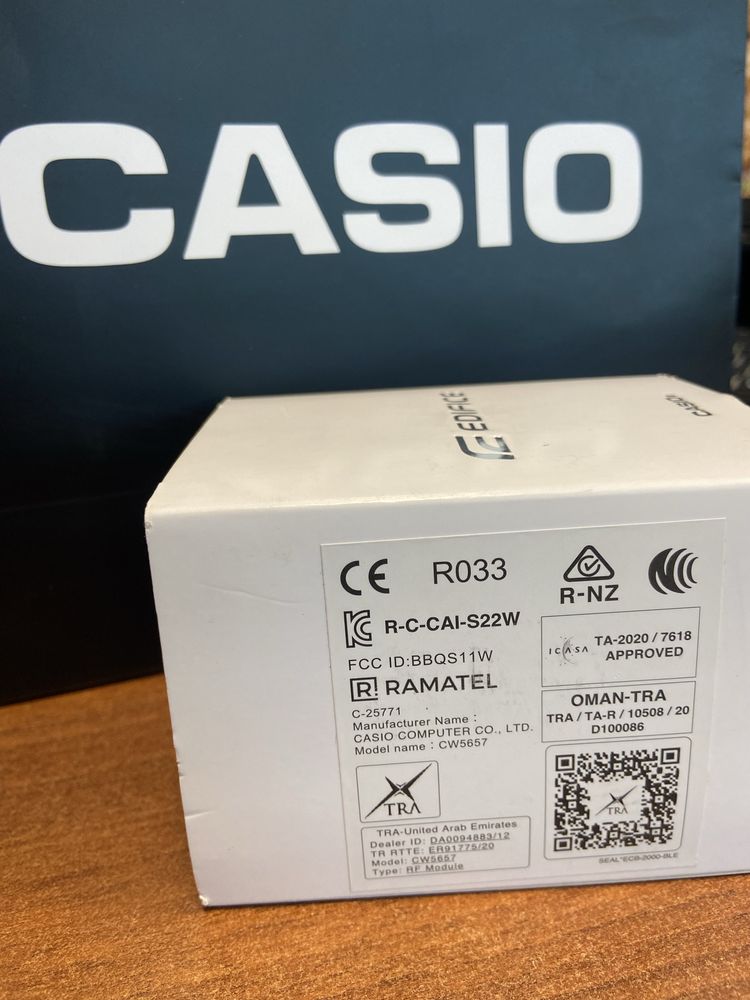 CASIO
EDIFICE
CASIO
CE R033
R-NZ
R-C-CAI-S22W
FCC ID:BBQS11W
R! RAMATEL
C-25771
Manufacturer Name :
CASIO COMPUTER CO., LTD.
Model name : CW5657
ICASA TA-2020 / 7618
APPROVED
OMAN-TRA
TRA / TA-R / 10508 / 20
D100086
TRA
TRA-United Arab Emirates
Dealer ID: DA0094883/12
TR RTTE: ER91775/20
Model: CW5657
Type: RF Module
TRA
SEAL*ECB-2000-BLE